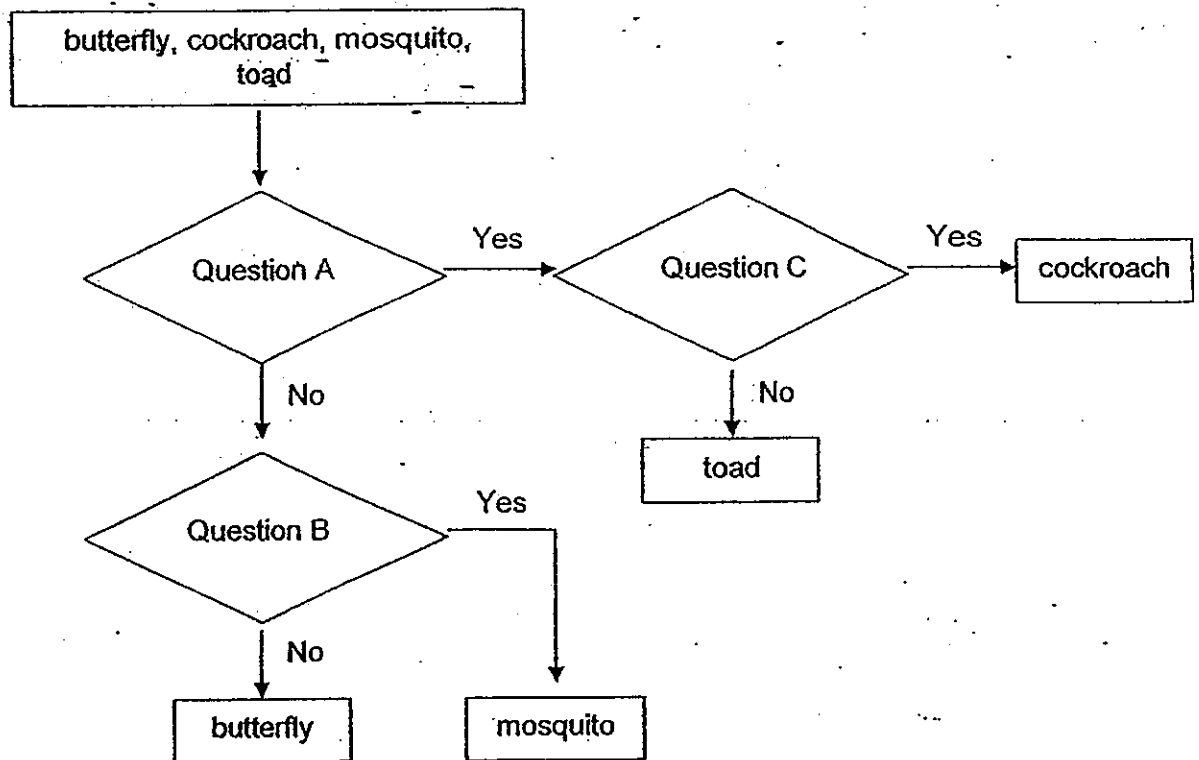 butterfly, cockroach, mosquito,
toad
Question A
Yes
Question C
Yes
cockroach
No
No
toad
Question B
Yes
No
butterfly
mosquito